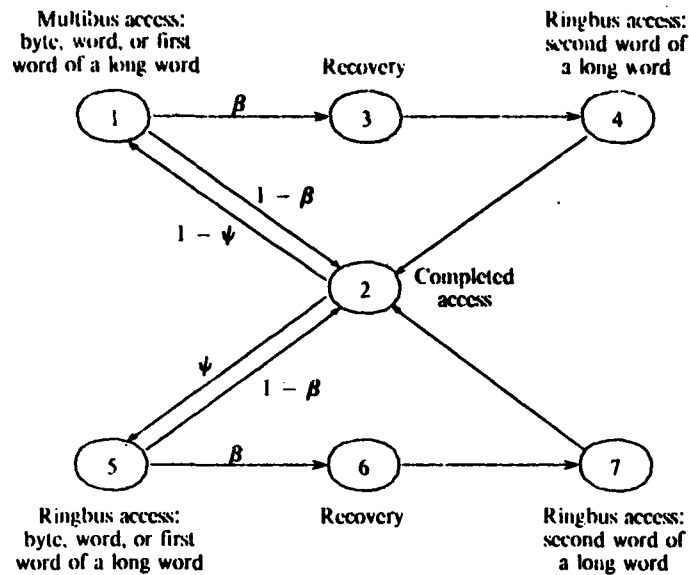 Multibus access:
byte, word, or first
word of a long word
Recovery
Ringbus access:
second word of
a long word
1
β
3
4
1 − β
1 − ψ
2
Completed
access
ψ
1 − β
5
β
6
7
Ringbus access:
byte, word, or first
word of a long word
Recovery
Ringbus access:
second word of
a long word